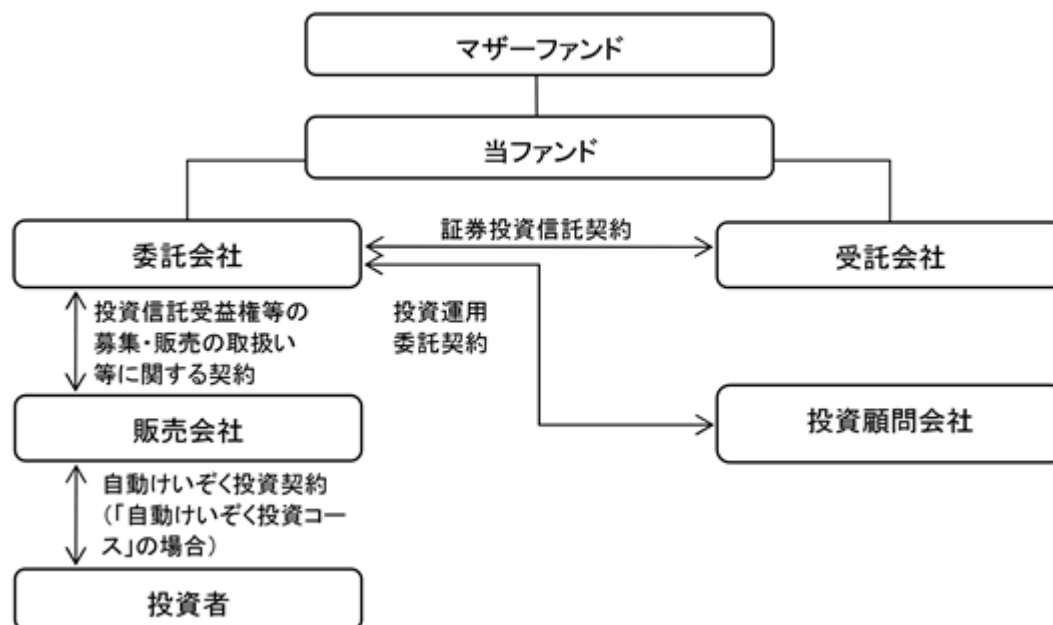 マザーファンド
当ファンド
証券投資信託契約
委託会社
受託会社
投資信託受益権等の
募集・販売の取扱い
等に関する契約
投資運用
委託契約
販売会社
投資顧問会社
自動けいぞく投資契約
(「自動けいぞく投資コー
ス」の場合)
投資者